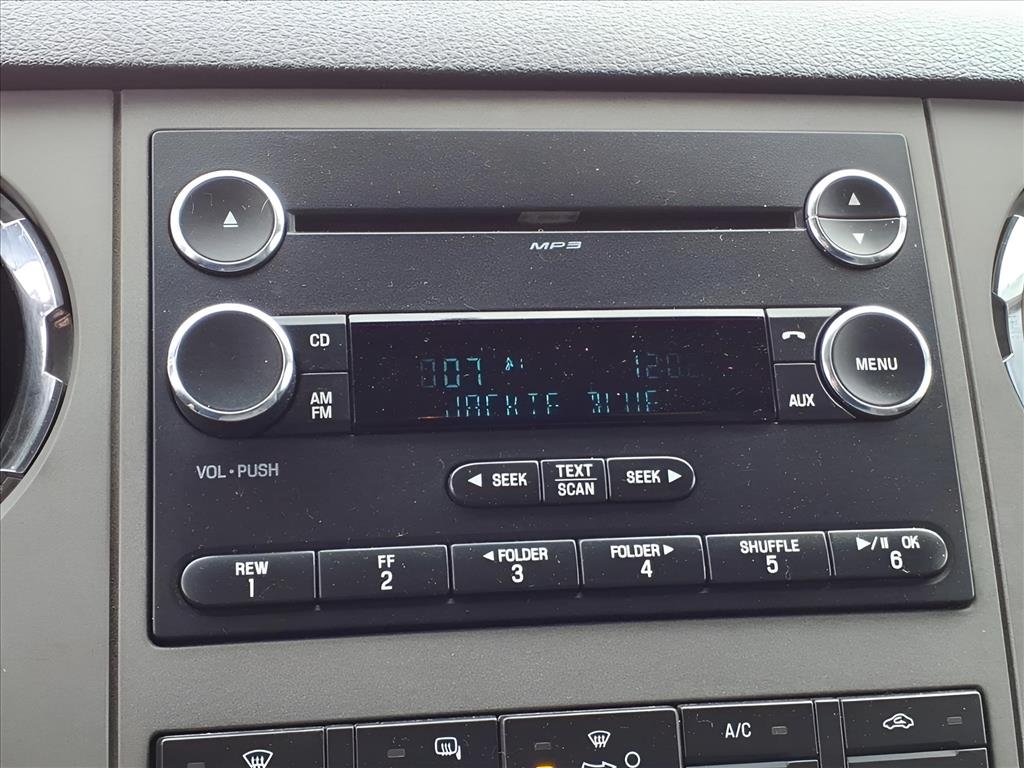 MP3
CD
AM
FM
007
AUX
MENU
VOL • PUSH
◀ SEEK
TEXT
SCAN
SEEK ▶
REW
1
FF
2
◀ FOLDER
3
FOLDER ▶
4
SHUFFLE
5
▶/II OK
6
A/C